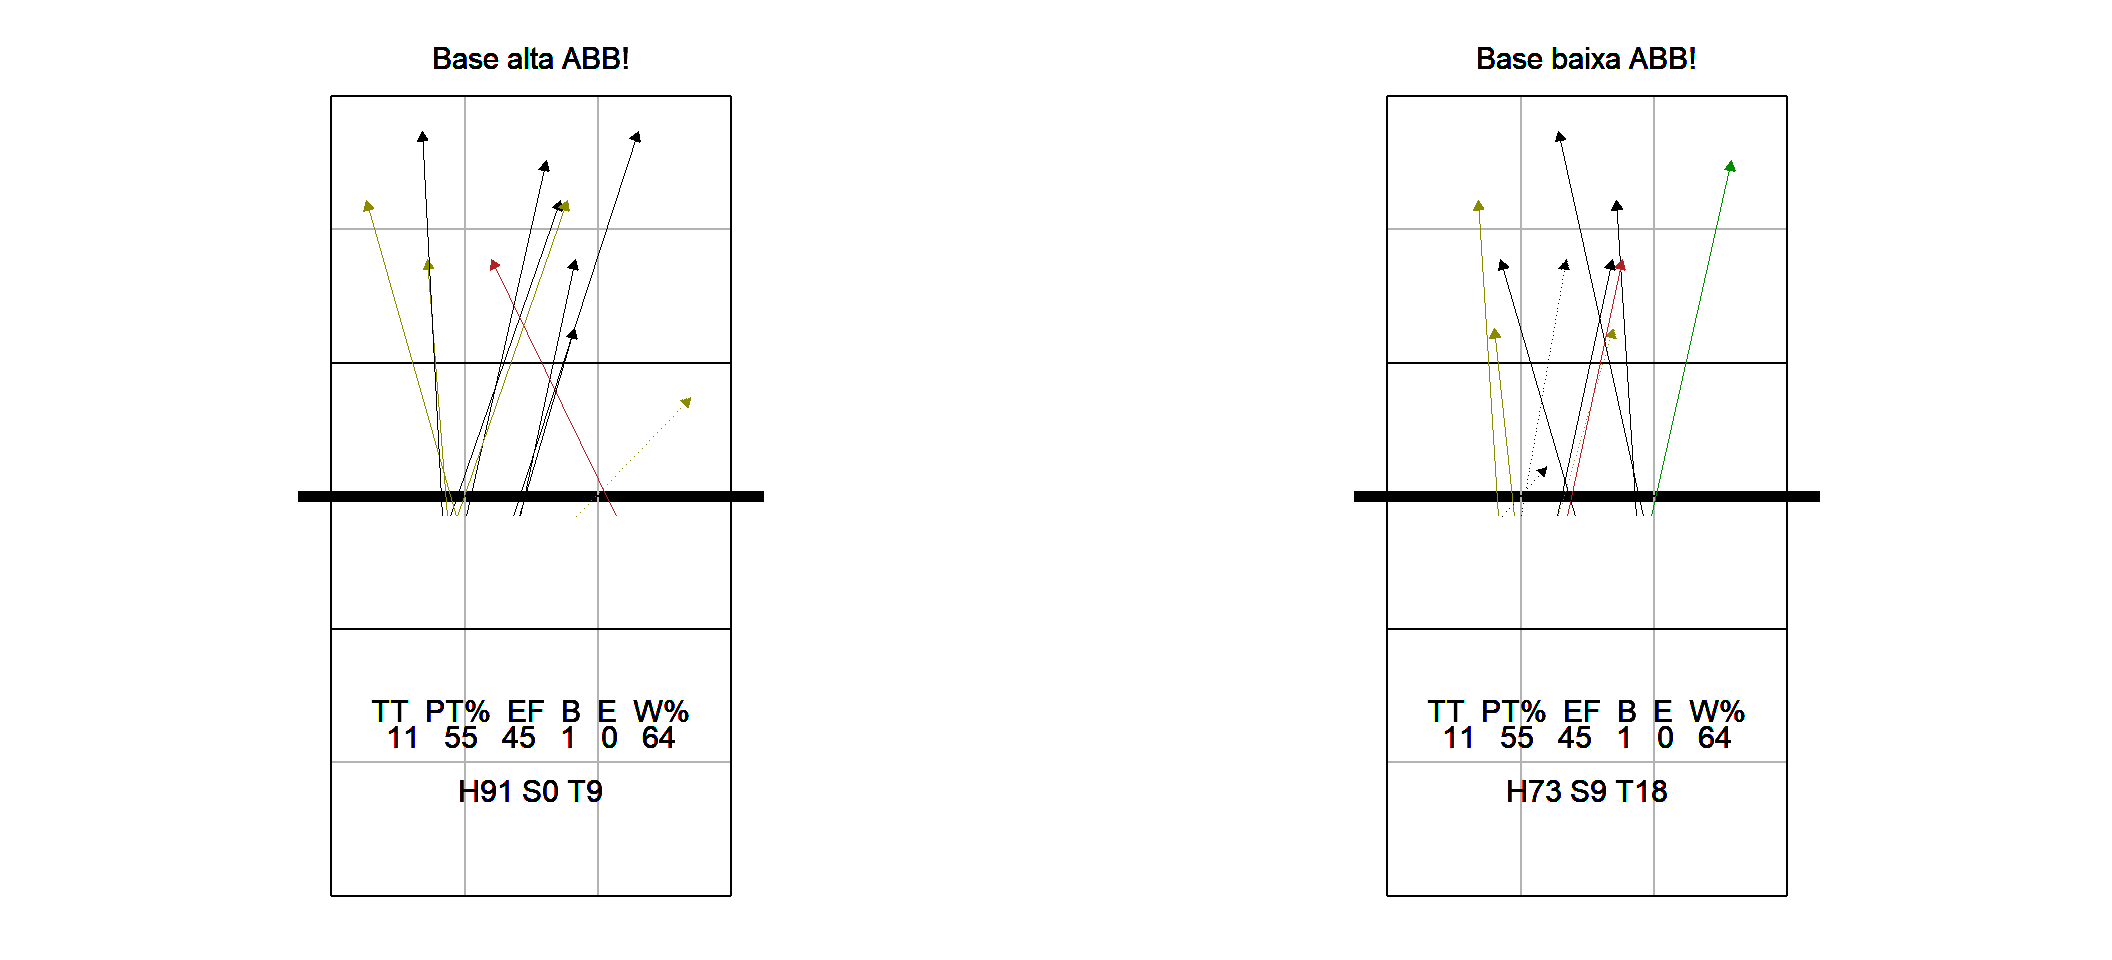 Base alta ABB!
TT PT% EF B E W%
11 55 45 1 0 64
H91 S0 T9
Base baixa ABB!
TT PT% EF B E W%
11 55 45 1 0 64
H73 S9 T18